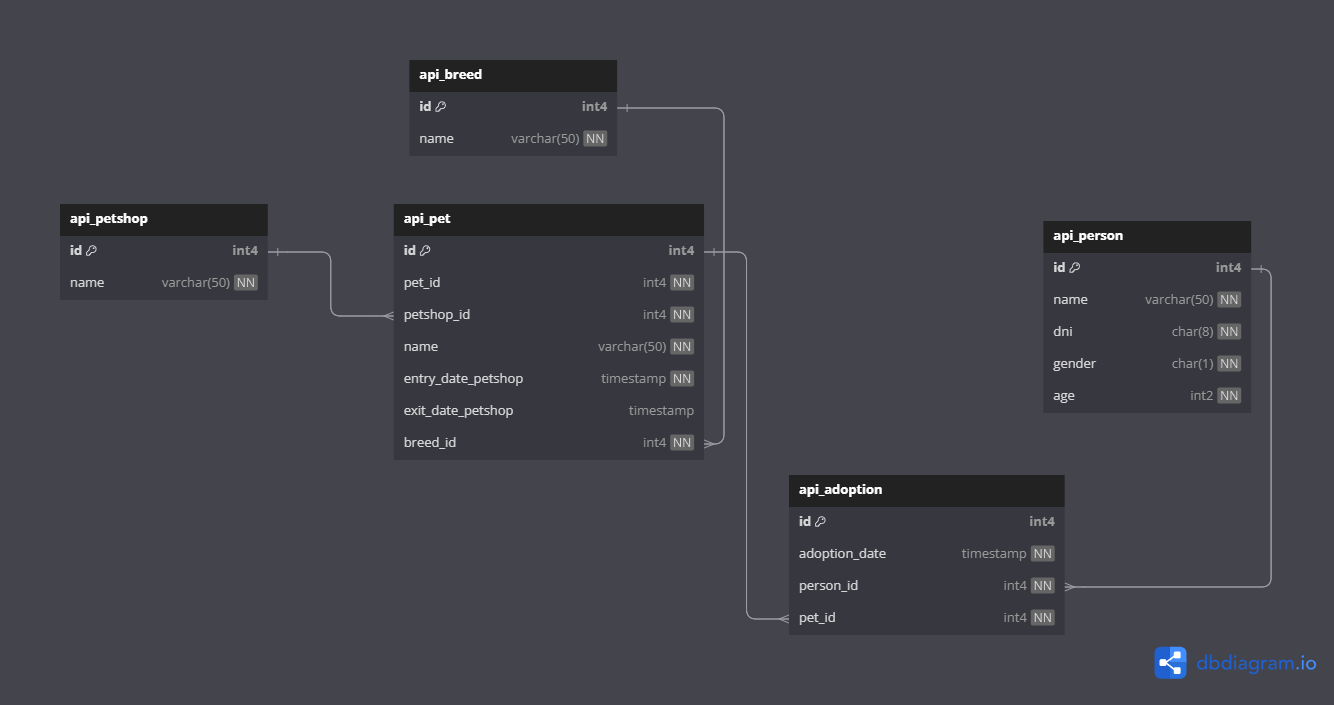 api_breed
id int4
name varchar(50) NN
api_petshop
id int4
name varchar(50) NN
api_pet
id int4
pet_id int4 NN
petshop_id int4 NN
name varchar(50) NN
entry_date_petshop timestamp NN
exit_date_petshop timestamp
breed_id int4 NN
api_person
id int4
name varchar(50) NN
dni char(8) NN
gender char(1) NN
age int2 NN
api_adoption
id int4
adoption_date timestamp NN
person_id int4 NN
pet_id int4 NN
dbdiagram.io